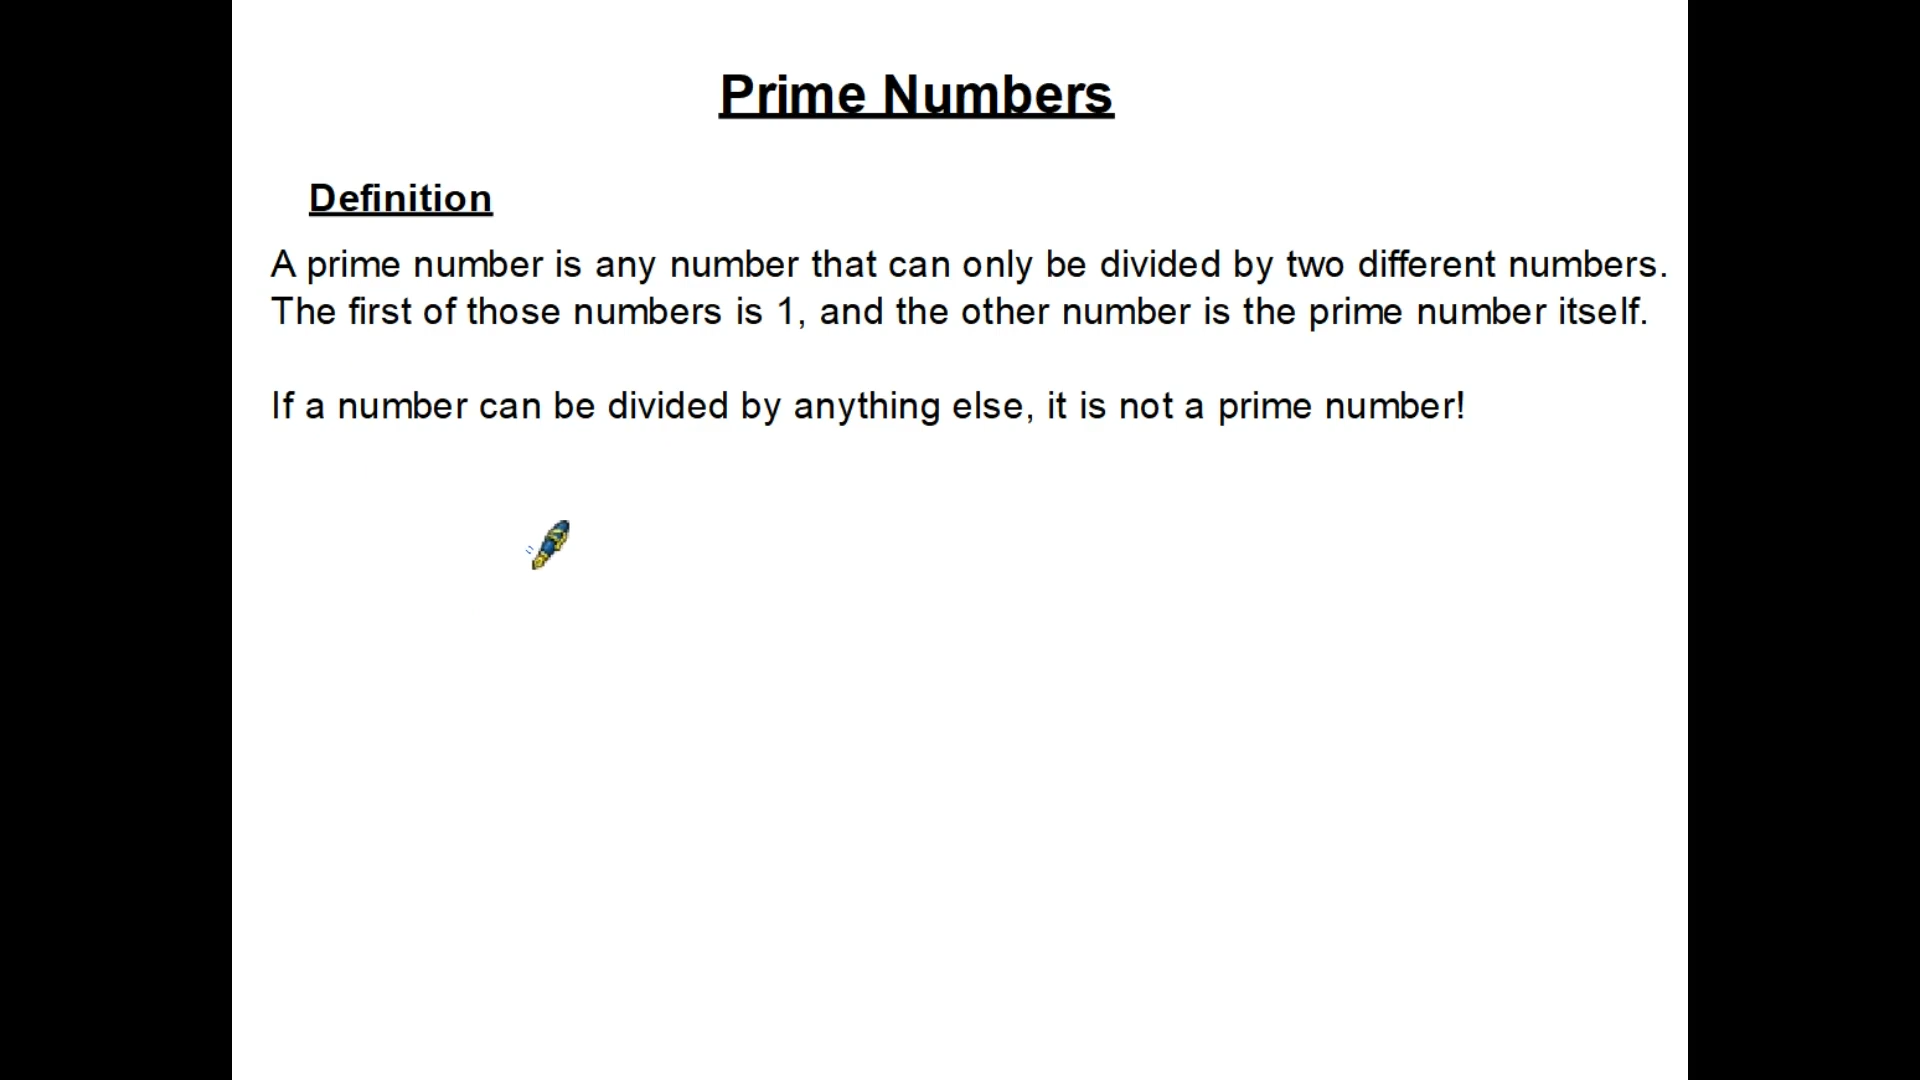 Prime Numbers
Definition
A prime number is any number that can only be divided by two different numbers.
The first of those numbers is 1, and the other number is the prime number itself.
If a number can be divided by anything else, it is not a prime number!